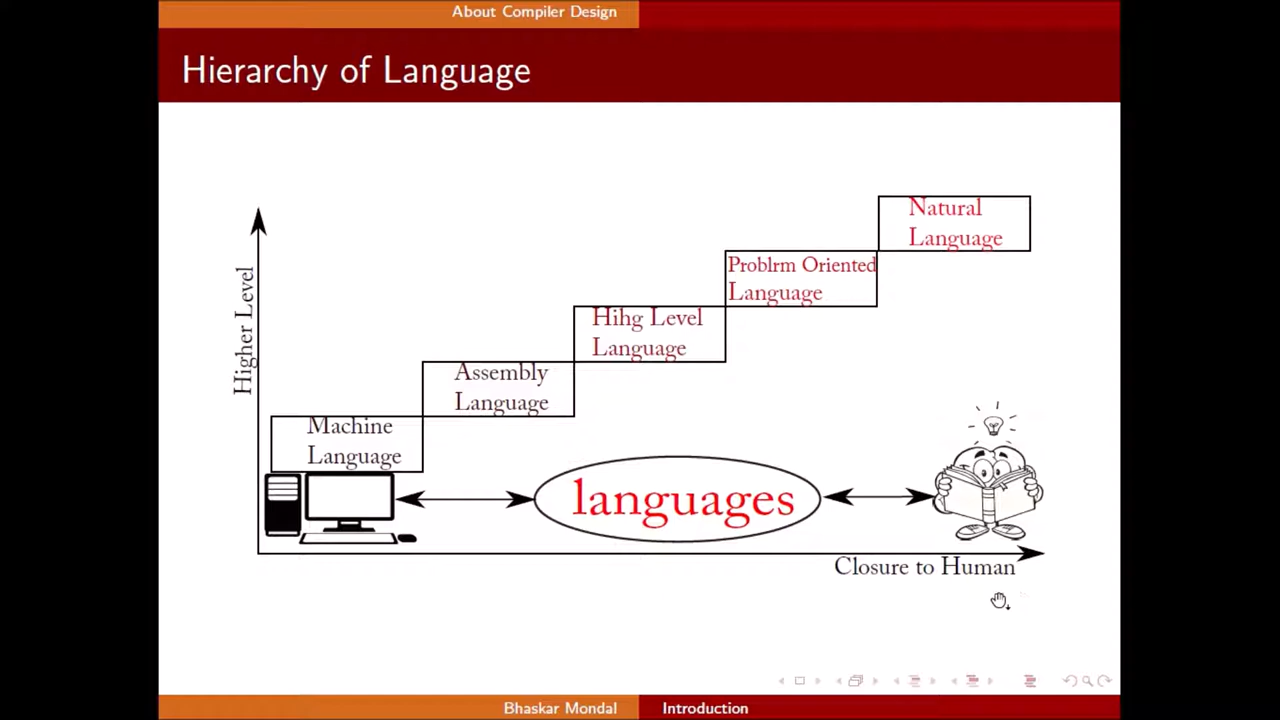 About Compiler Design
Hierarchy of Language
Natural
Language
Problrm Oriented
Language
Hihg Level
Language
Assembly
Language
Machine
Language
Higher Level
languages
Closure to Human
Bhaskar Mondal
Introduction